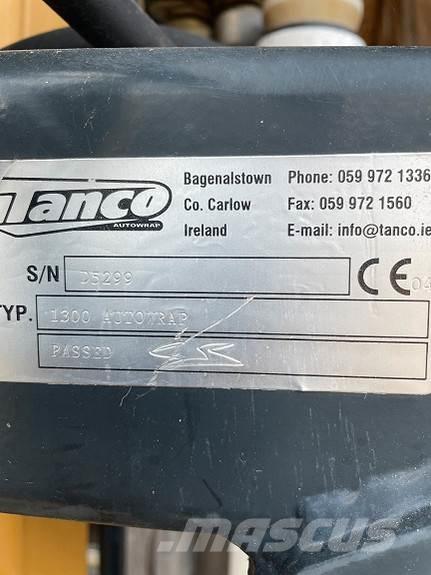 Tanco
AUTOWRAP
Bagenalstown
Co. Carlow
Ireland
Phone: 059 972 1336
Fax: 059 972 1560
E-mail: info@tanco.ie
S/N D5299
CE 04
TYP. 1300 AUTOWRAP
PASSED
MASCUS